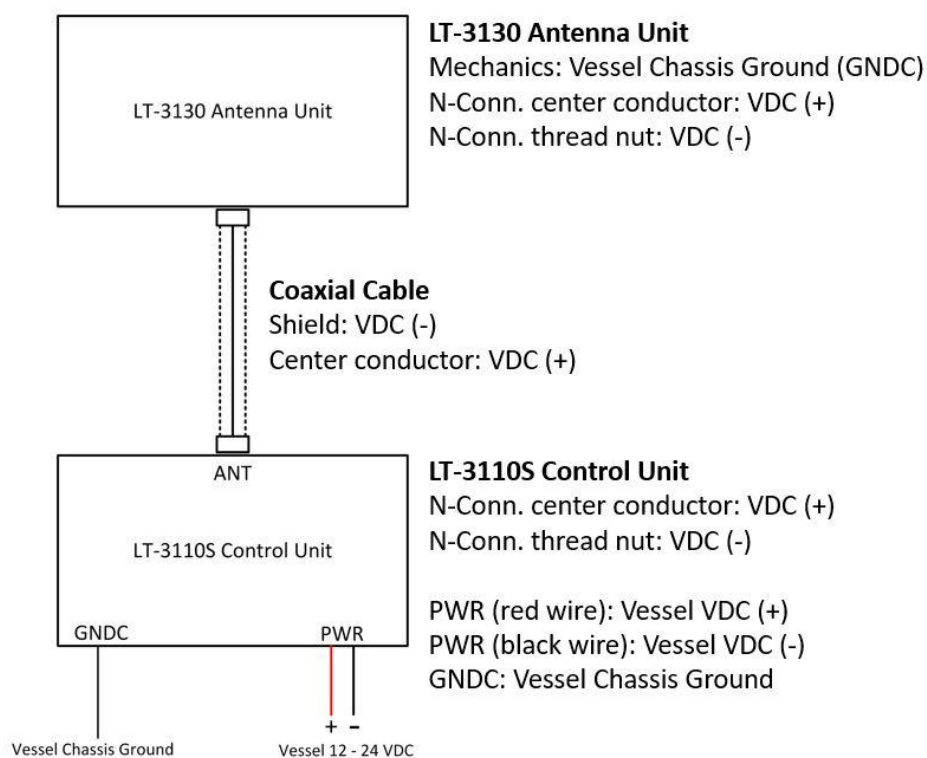 LT-3130 Antenna Unit
LT-3130 Antenna Unit
Mechanics: Vessel Chassis Ground (GNDC)
N-Conn. center conductor: VDC (+)
N-Conn. thread nut: VDC (-)
Coaxial Cable
Shield: VDC (-)
Center conductor: VDC (+)
ANT
LT-3110S Control Unit
GNDC
PWR
LT-3110S Control Unit
N-Conn. center conductor: VDC (+)
N-Conn. thread nut: VDC (-)
PWR (red wire): Vessel VDC (+)
PWR (black wire): Vessel VDC (-)
GNDC: Vessel Chassis Ground
+ -
Vessel Chassis Ground
Vessel 12 - 24 VDC